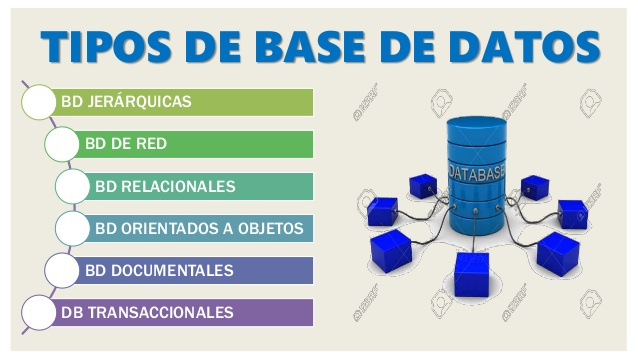 TIPOS DE BASE DE DATOS
BD JERÁRQUICAS
BD DE RED
BD RELACIONALES
BD ORIENTADOS A OBJETOS
BD DOCUMENTALES
DB TRANSACCIONALES
DATABASE